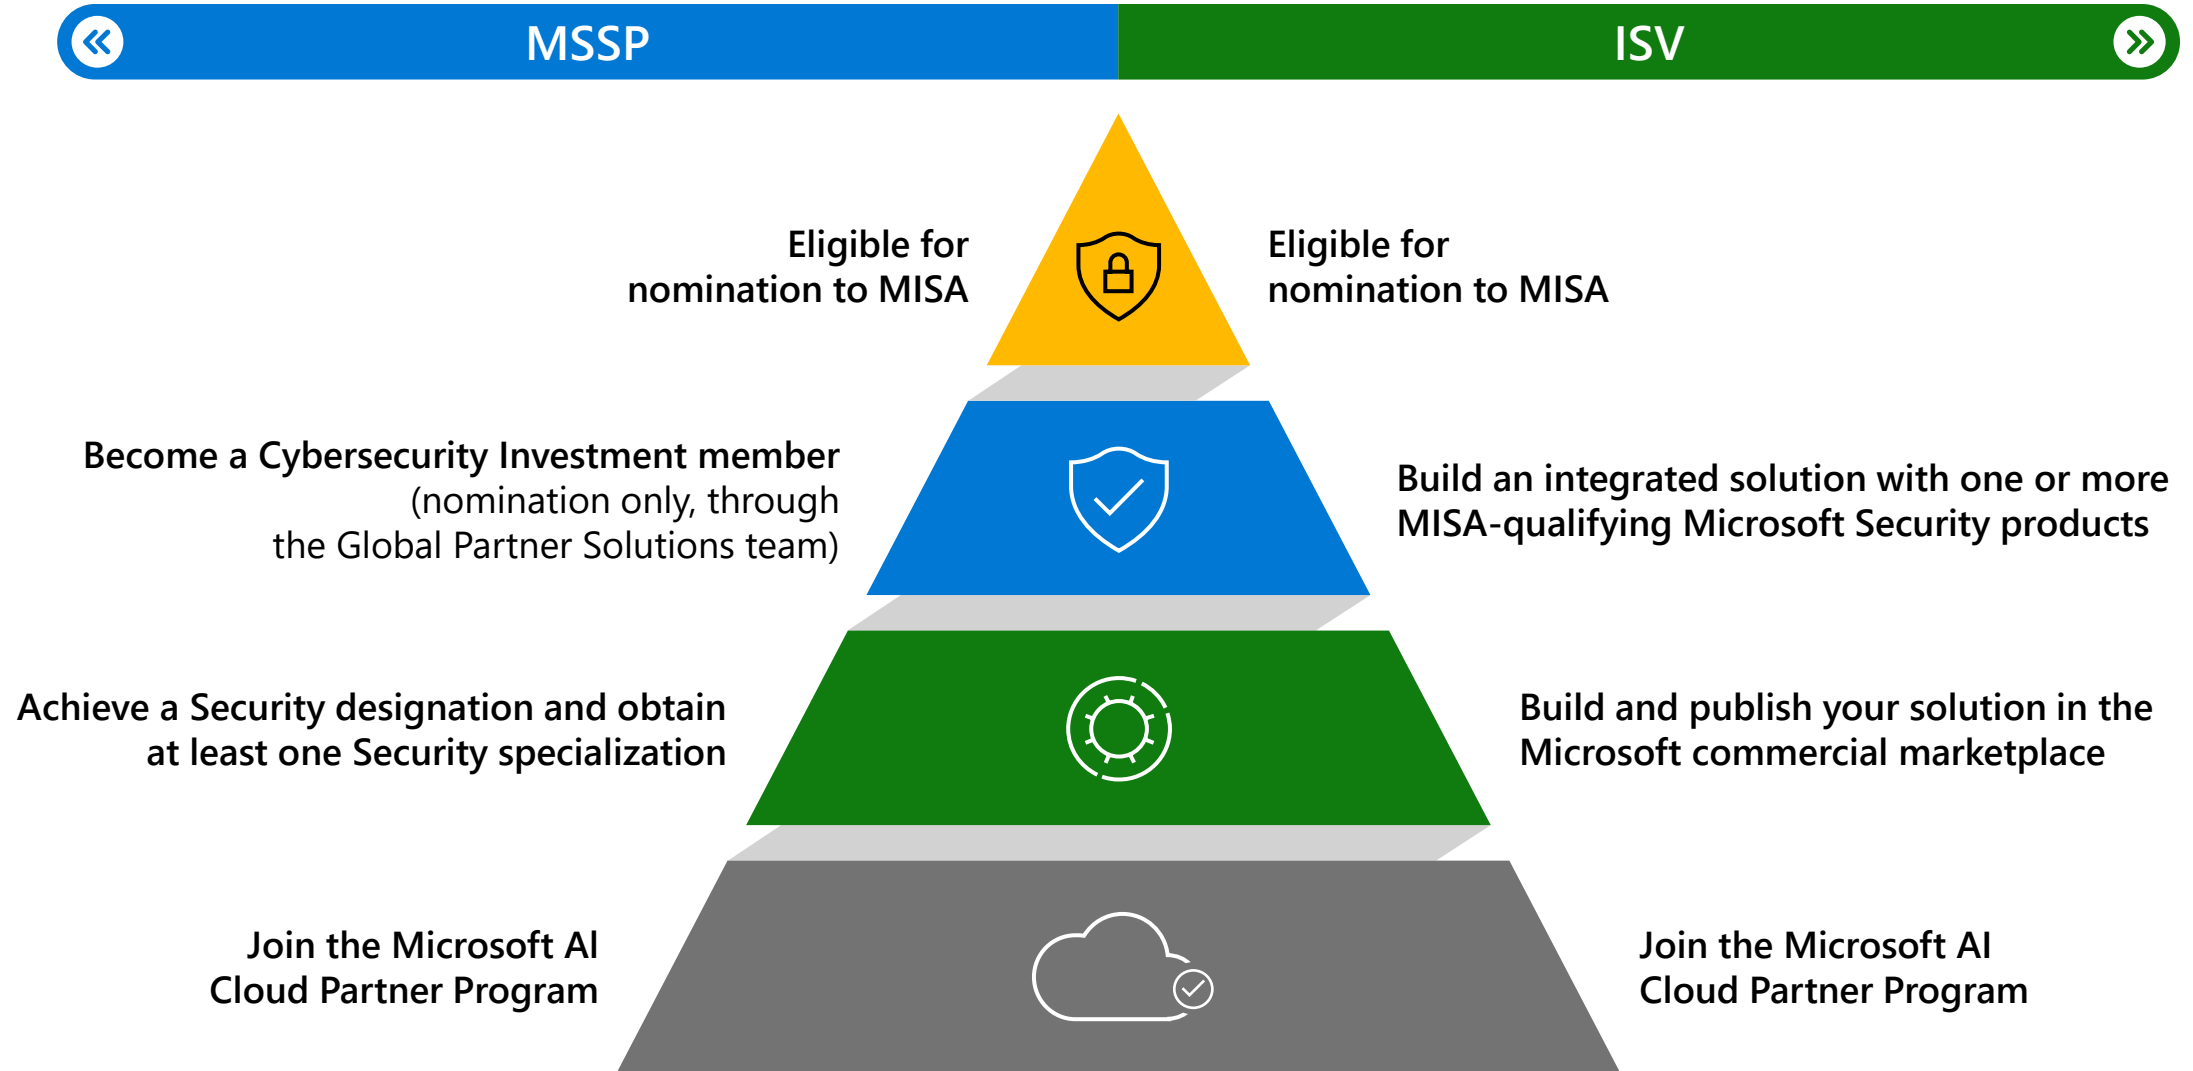 MSSP
ISV
Eligible for
nomination to MISA
Eligible for
nomination to MISA
Become a Cybersecurity Investment member
(nomination only, through
the Global Partner Solutions team)
Build an integrated solution with one or more
MISA-qualifying Microsoft Security products
Achieve a Security designation and obtain
at least one Security specialization
Build and publish your solution in the
Microsoft commercial marketplace
Join the Microsoft AI
Cloud Partner Program
Join the Microsoft AI
Cloud Partner Program